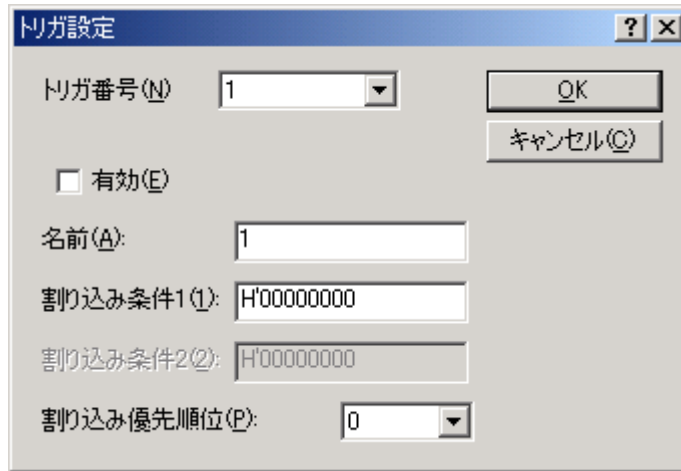 トリガ設定
トリガ番号(N) 1
OK
キャンセル(C)
有効(E)
名前(A): 1
割り込み条件1(1): H'00000000
割り込み条件2(2): H'00000000
割り込み優先順位(P): 0